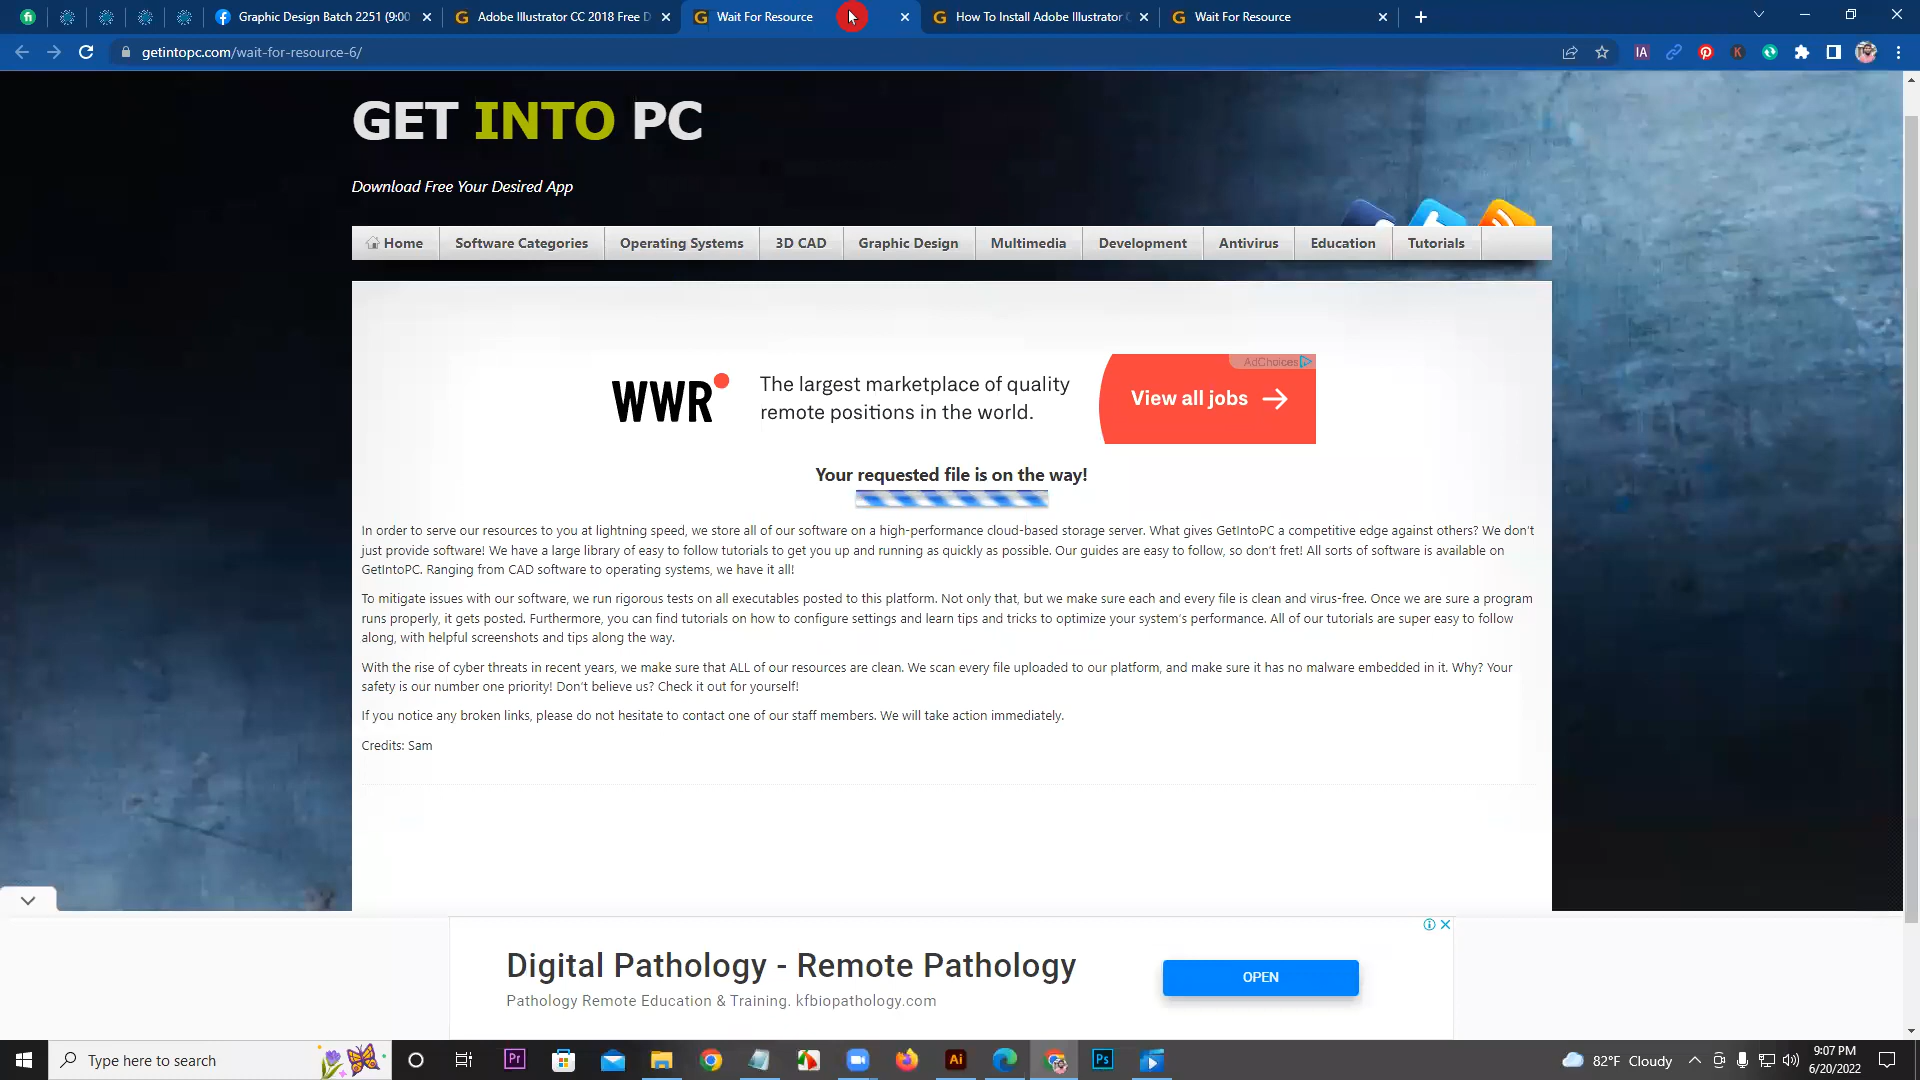 Graphic Design Batch 2251 (9:00
Adobe Illustrator CC 2018 Free D
Wait For Resource
How To Install Adobe Illustrator
Wait For Resource
getintopc.com/wait-for-resource-6/
IA
K
GET INTO PC
Download Free Your Desired App
Home
Software Categories
Operating Systems
3D CAD
Graphic Design
Multimedia
Development
Antivirus
Education
Tutorials
AdChoices
WWR
The largest marketplace of quality
remote positions in the world.
View all jobs
Your requested file is on the way!
In order to serve our resources to you at lightning speed, we store all of our software on a high-performance cloud-based storage server. What gives GetIntoPC a competitive edge against others? We don't
just provide software! We have a large library of easy to follow tutorials to get you up and running as quickly as possible. Our guides are easy to follow, so don't fret! All sorts of software is available on
GetIntoPC. Ranging from CAD software to operating systems, we have it all!
To mitigate issues with our software, we run rigorous tests on all executables posted to this platform. Not only that, but we make sure each and every file is clean and virus-free. Once we are sure a program
runs properly, it gets posted. Furthermore, you can find tutorials on how to configure settings and learn tips and tricks to optimize your system's performance. All of our tutorials are super easy to follow
along, with helpful screenshots and tips along the way.
With the rise of cyber threats in recent years, we make sure that ALL of our resources are clean. We scan every file uploaded to our platform, and make sure it has no malware embedded in it. Why? Your
safety is our number one priority! Don't believe us? Check it out for yourself!
If you notice any broken links, please do not hesitate to contact one of our staff members. We will take action immediately.
Credits: Sam
Digital Pathology - Remote Pathology
Pathology Remote Education & Training. kfbiopathology.com
OPEN
Type here to search
Pr
Ai
Ps
82°F Cloudy
9:07 PM
6/20/2022